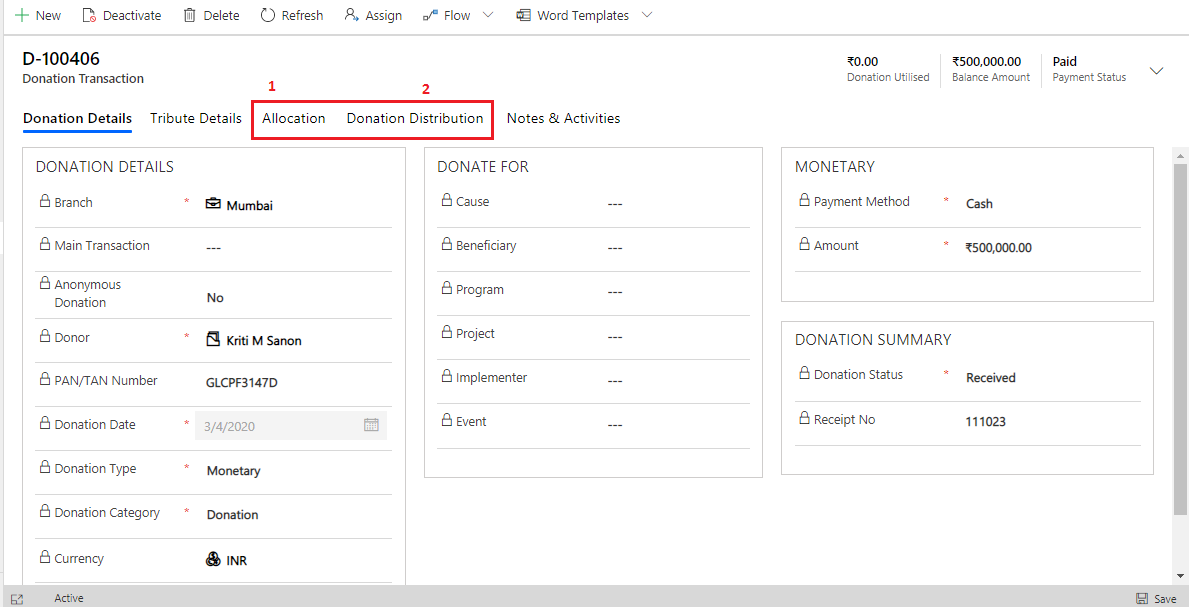 New Deactivate Delete Refresh Assign Flow Word Templates
D-100406
Donation Transaction
₹0.00 ₹500,000.00 Paid
Donation Utilised Balance Amount Payment Status
1 2
Donation Details Tribute Details Allocation Donation Distribution Notes & Activities
DONATION DETAILS
Branch * Mumbai
Main Transaction ---
Anonymous
Donation No
Donor * Kriti M Sanon
PAN/TAN Number GLCPF3147D
Donation Date * 3/4/2020
Donation Type * Monetary
Donation Category * Donation
Currency INR
DONATE FOR
Cause ---
Beneficiary ---
Program ---
Project ---
Implementer ---
Event ---
MONETARY
Payment Method * Cash
Amount * ₹500,000.00
DONATION SUMMARY
Donation Status * Received
Receipt No 111023
Active Save